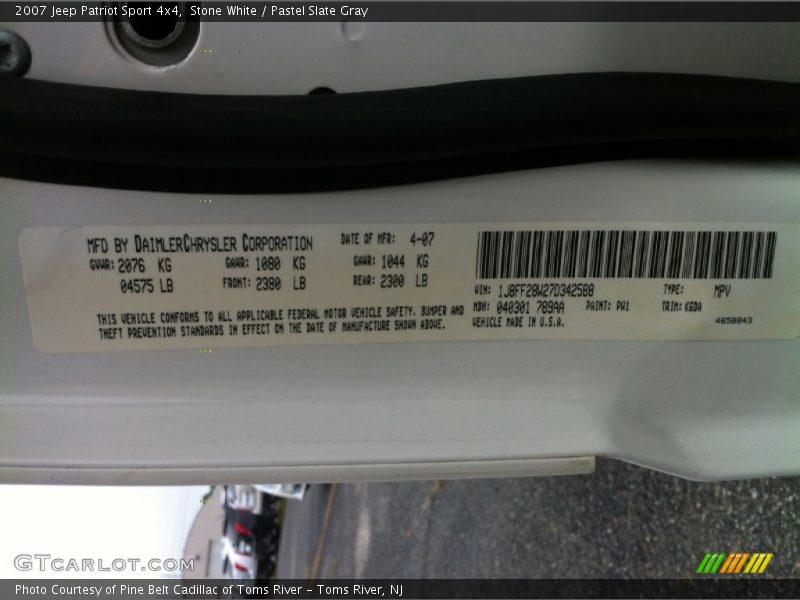 2007 Jeep Patriot Sport 4x4, Stone White / Pastel Slate Gray
MFD BY DAIMLERCHRYSLER CORPORATION DATE OF MFR: 4-07
GVWR: 2076 KG GAWR: 1080 KG GAWR: 1044 KG
04575 LB FRONT: 2380 LB REAR: 2300 LB
THIS VEHICLE CONFORMS TO ALL APPLICABLE FEDERAL MOTOR VEHICLE SAFETY, BUMPER AND
THEFT PREVENTION STANDARDS IN EFFECT ON THE DATE OF MANUFACTURE SHOWN ABOVE.
VIN: 1J8FF28W27D342588 TYPE: MPV
MDH: 040301 789AA PAINT: PW1 TRIM: K6DA
VEHICLE MADE IN U.S.A. 4658043
GTCARLOT.COM
Photo Courtesy of Pine Belt Cadillac of Toms River – Toms River, NJ